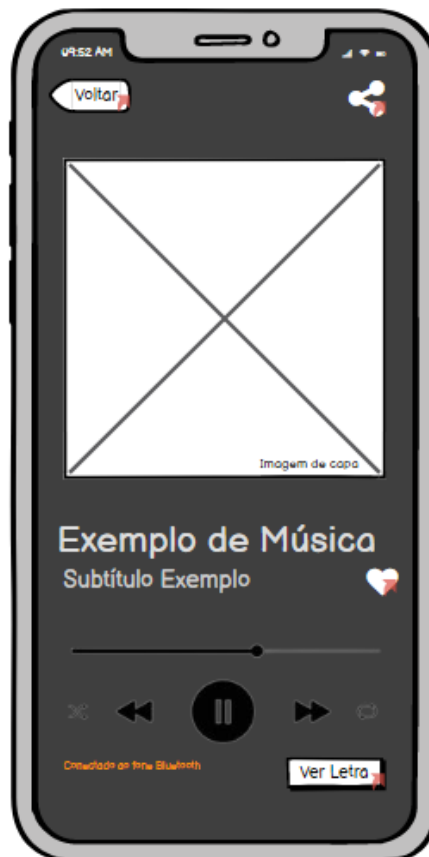 09:52 AM
Voltar
Imagem de capa
Exemplo de Música
Subtítulo Exemplo
Conectado ao fone Bluetooth
Ver Letra